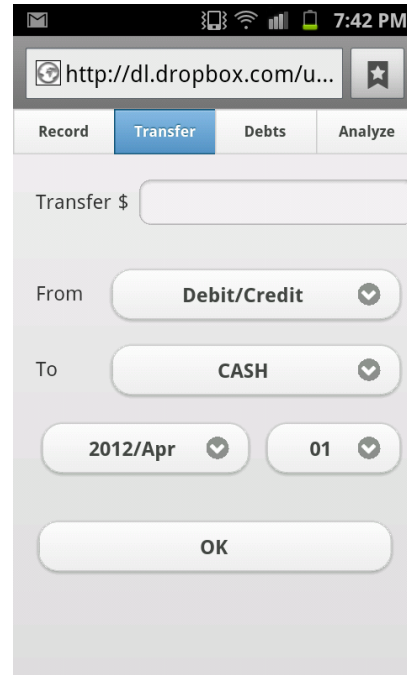 7:42 PM
http://dl.dropbox.com/u...
Record Transfer Debts Analyze
Transfer $
From Debit/Credit
To CASH
2012/Apr 01
OK